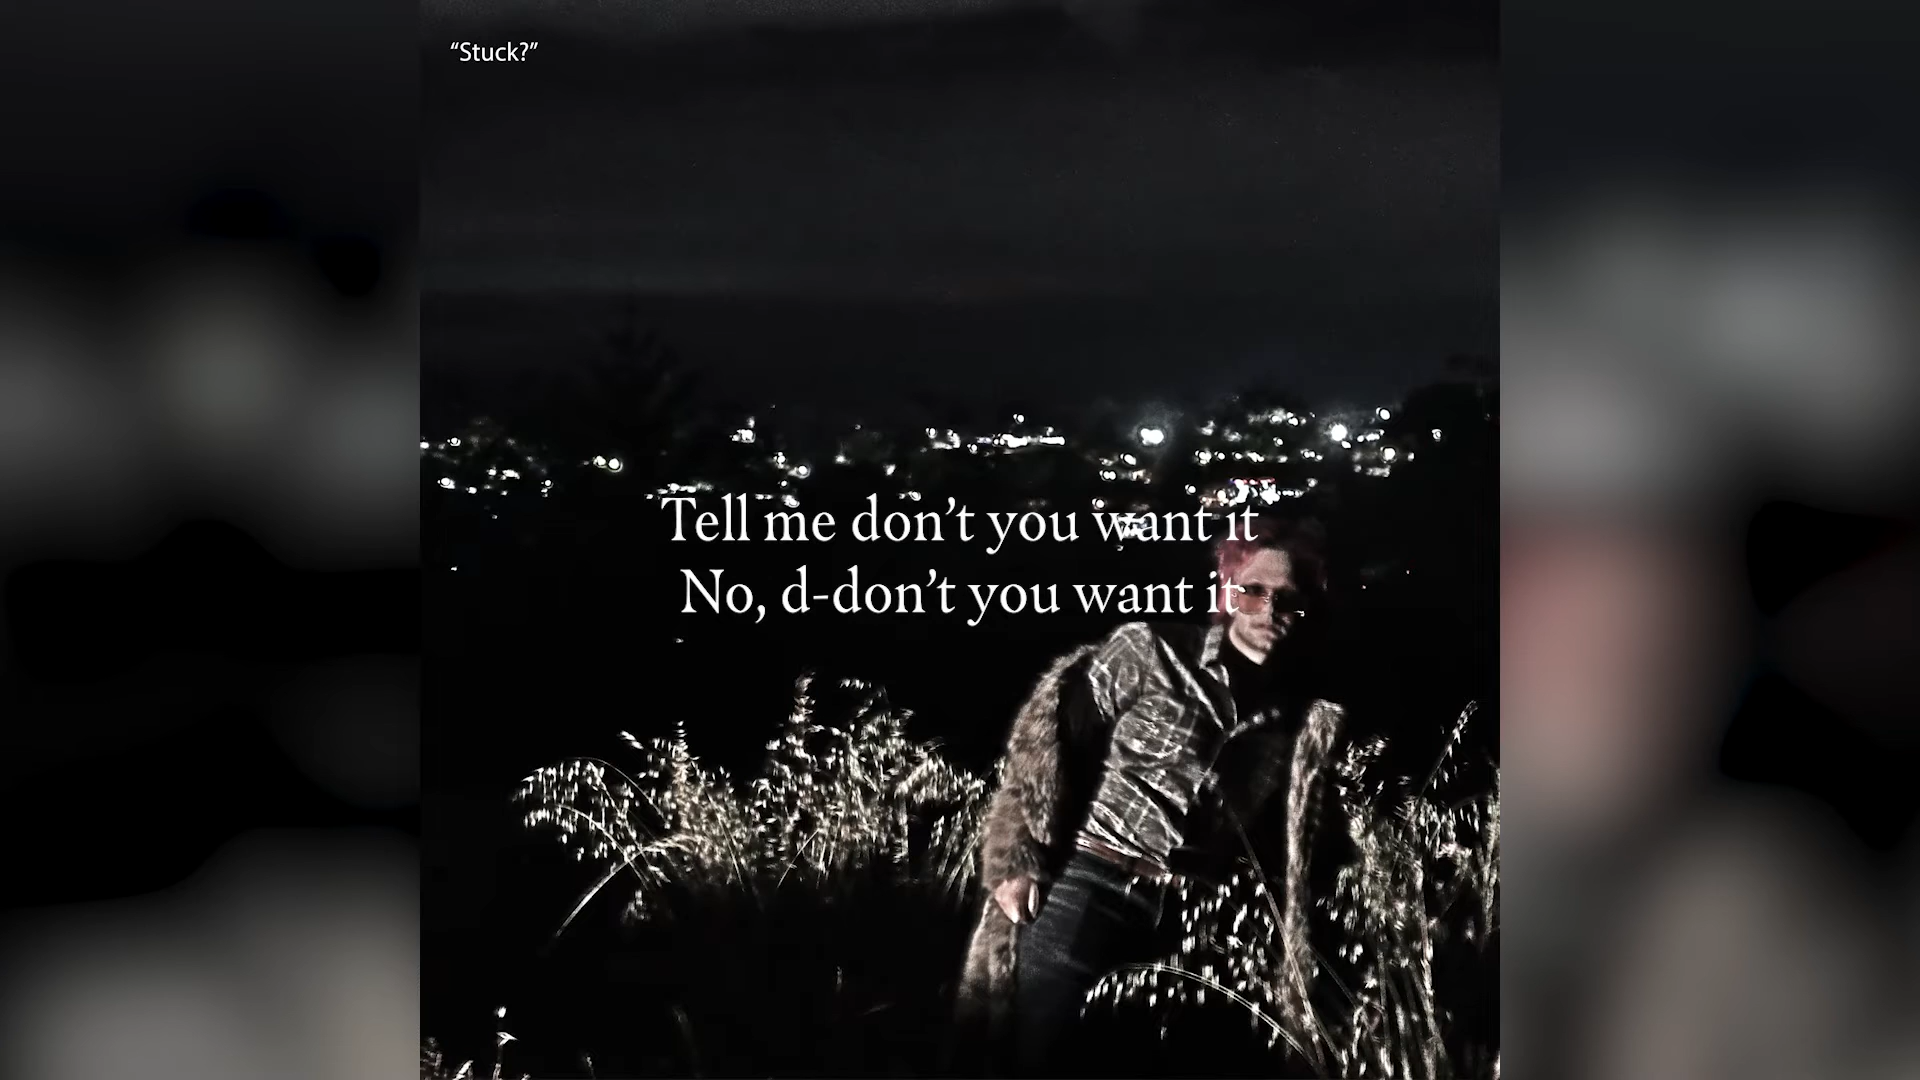 “Stuck?”
Tell me don’t you want it
No, d-don’t you want it